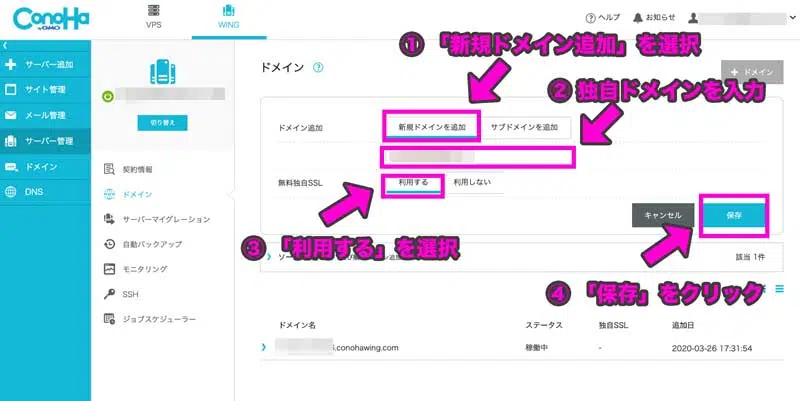 ConoHa
by GMO
VPS
WING
ヘルプ
お知らせ
サーバー追加
サイト管理
メール管理
サーバー管理
ドメイン
DNS
切り替え
契約情報
ドメイン
サーバーマイグレーション
自動バックアップ
モニタリング
SSH
ジョブスケジューラー
① 「新規ドメイン追加」を選択
ドメイン ?
+ ドメイン
② 独自ドメインを入力
ドメイン追加
新規ドメインを追加
サブドメインを追加
無料独自SSL
利用する
利用しない
キャンセル
保存
③ 「利用する」を選択
該当 1件
④ 「保存」をクリック
ドメイン名 ステータス 独自SSL 追加日
.conohawing.com 稼働中 - 2020-03-26 17:31:54